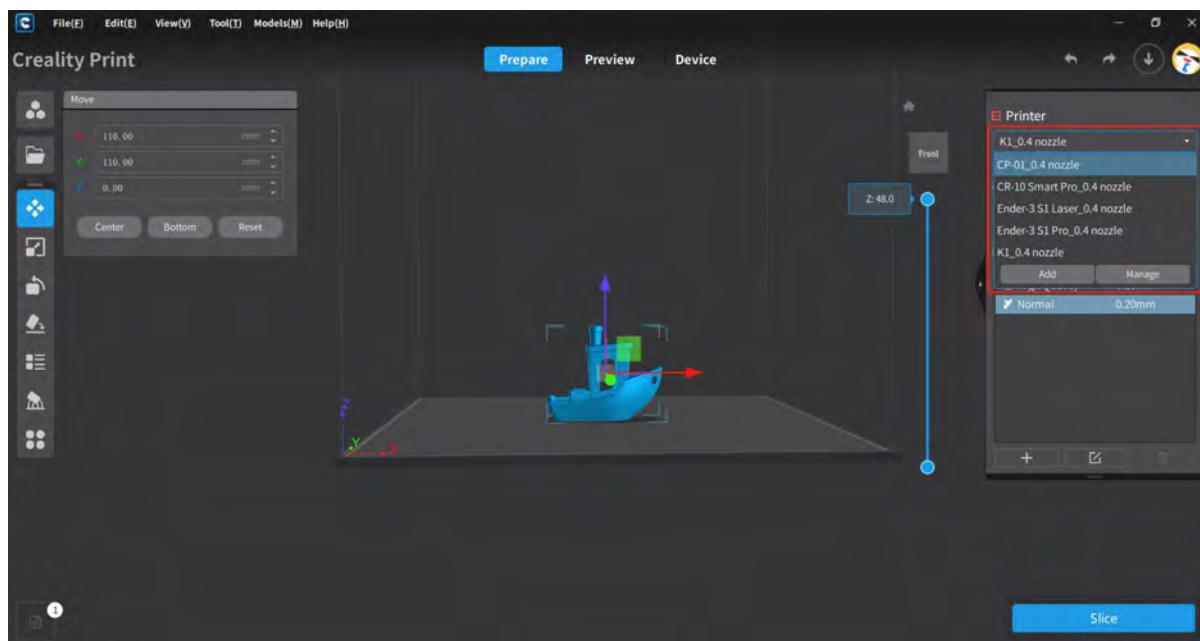 File(F) Edit(E) View(V) Tool(T) Models(M) Help(H)
Creality Print
Prepare Preview Device
Move
X: 110.00 mm
Y: 110.00 mm
Z: 0.00 mm
Center Bottom Reset
Front
Z: 48.0
Z
Y
X
Printer
K1_0.4 nozzle
CP-01_0.4 nozzle
CR-10 Smart Pro_0.4 nozzle
Ender-3 S1 Laser_0.4 nozzle
Ender-3 S1 Pro_0.4 nozzle
K1_0.4 nozzle
Add Manage
Normal 0.20mm
1
Slice